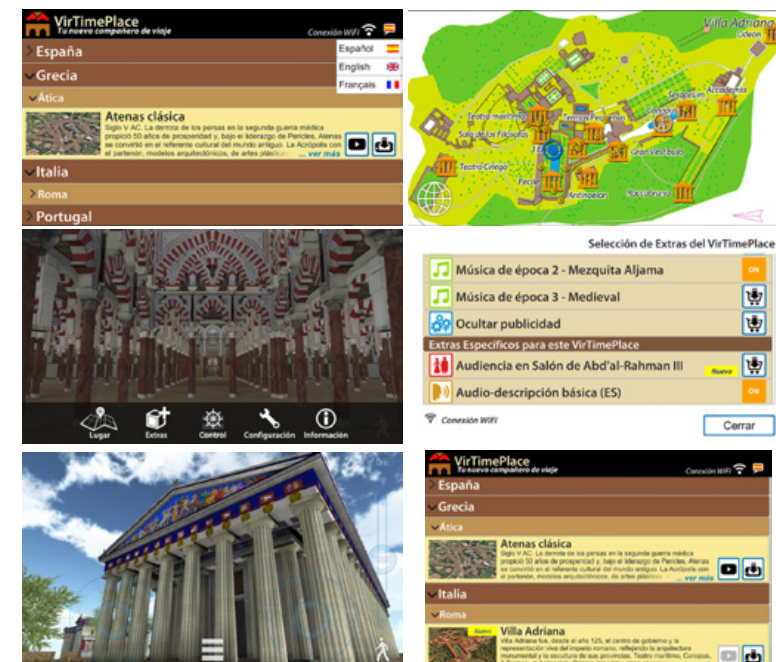 VirTimePlace
Tu nuevo compañero de viaje
Conexión WiFi
Español
English
Français
España
Grecia
Ática
Atenas clásica
Siglo V AC. La derrota de los persas en la segunda guerra médica
propició 50 años de prosperidad y, bajo el liderazgo de Pericles, Atenas
se convirtió en el referente cultural del mundo antiguo. La Acrópolis con
el partenón, modelos arquitectónicos, de artes plásticas
... ver más
Italia
Roma
Portugal
Villa Adriana
Odeón
Accademia
Serapeum
Canopus
Teatro marítimo
Sala de los Filósofos
Teatro Griego
Pecile
Gran Vestíbulo
Antinoeion
Roccabruna
Lugar
Extras
Control
Configuración
Información
Selección de Extras del VirTimePlace
Música de época 2 - Mezquita Aljama
ON
Música de época 3 - Medieval
Ocultar publicidad
Extras Específicos para este VirTimePlace
Audiencia en Salón de Abd'al-Rahman III
Nuevo
Audio-descripción básica (ES)
ON
Conexión WiFi
Cerrar
VirTimePlace
Tu nuevo compañero de viaje
Conexión WiFi
España
Grecia
Ática
Atenas clásica
Siglo V AC. La derrota de los persas en la segunda guerra médica
propició 50 años de prosperidad y, bajo el liderazgo de Pericles, Atenas
se convirtió en el referente cultural del mundo antiguo. La Acrópolis con
el partenón, modelos arquitectónicos, de artes plásticas
... ver más
Italia
Roma
Nuevo
Villa Adriana
Villa Adriana fue, desde el año 125, el centro de gobierno y la
representación viva del imperio romano, reflejando la arquitectura
monumental y la escultura de sus provincias. Teatro marítimo, Canopus,